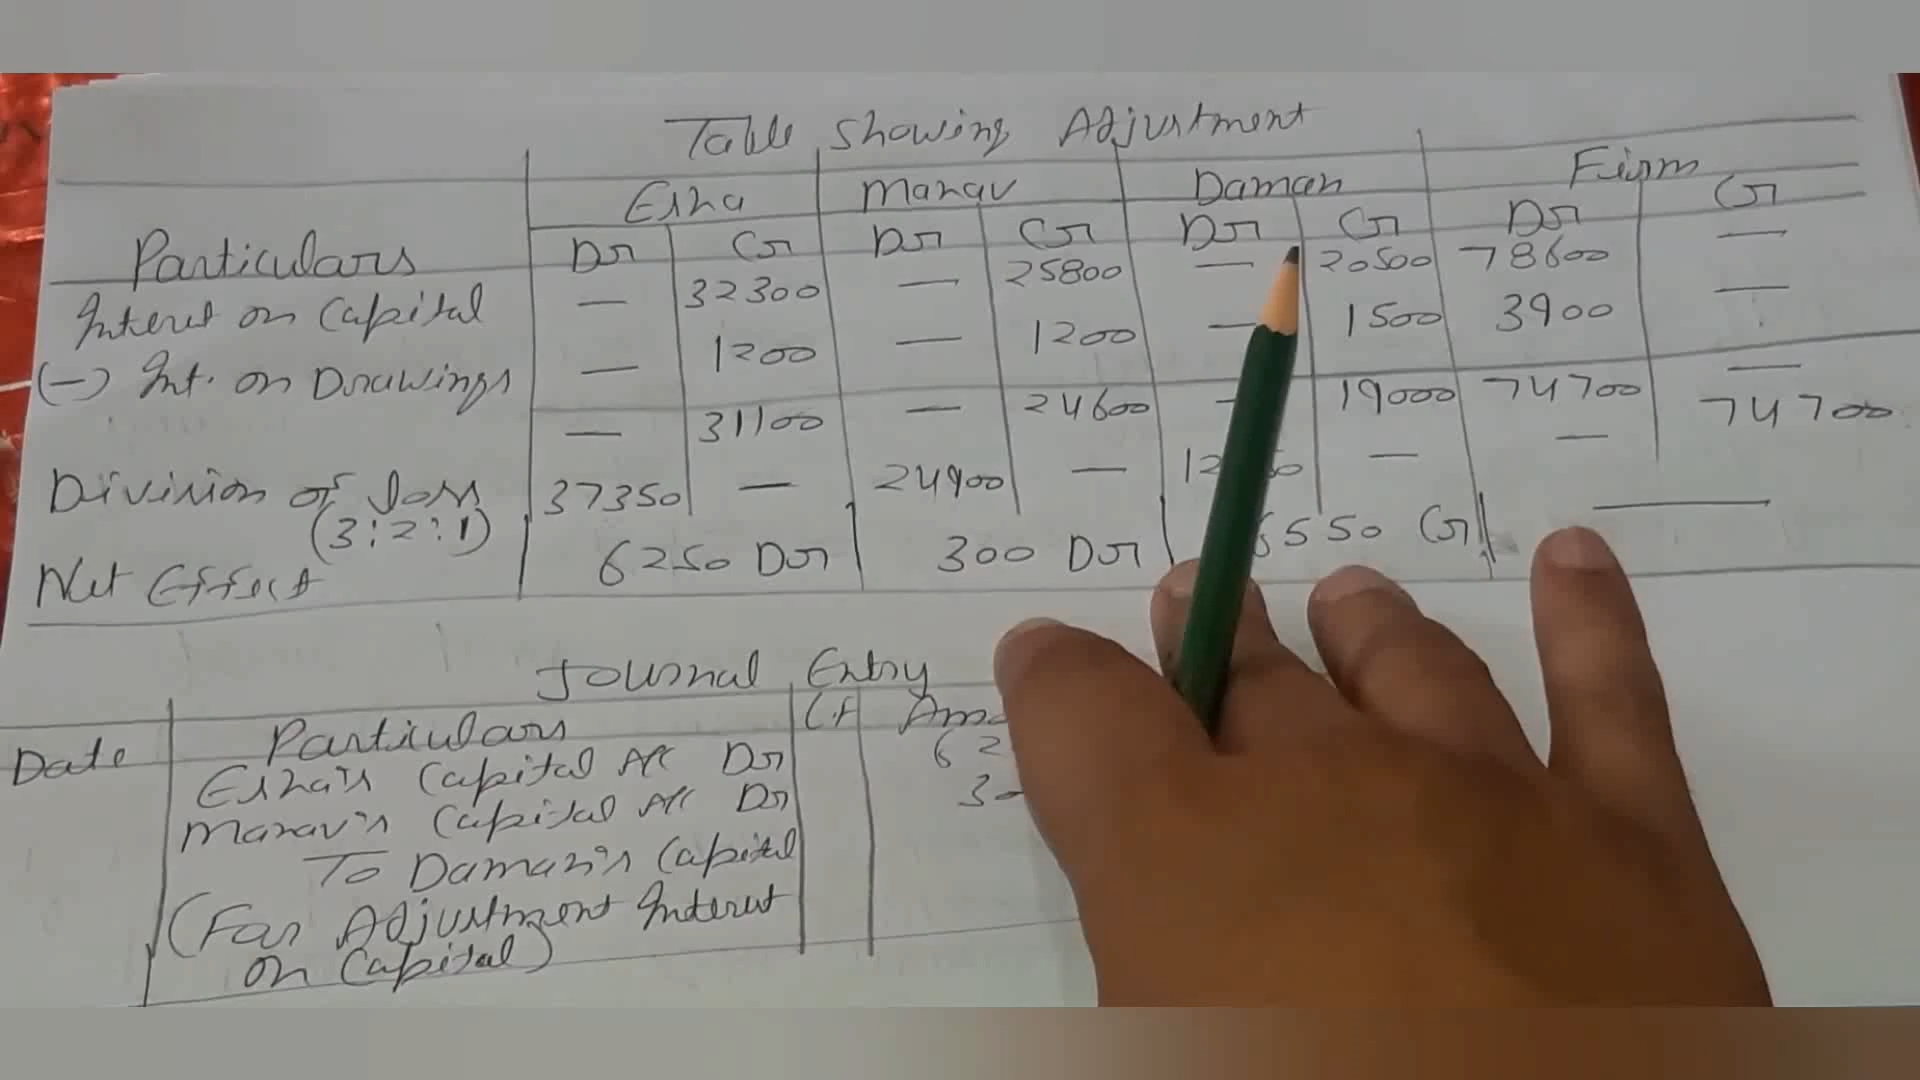 Table Showing Adjustment
Particulars Esha Manav Daman Firm
Dr Cr Dr Cr Dr Cr Dr Cr
Interest on Capital — 32300 — 25800 — 20500 78600 —
(-) Int. on Drawings — 1200 — 1200 — 1500 3900 —
— 31100 — 24600 - 19000 74700 —
Division of loss 37350 — 24900 — — — 74700
(3:2:1)
Net Effect 6250 Dr 300 Dr 6550 Cr —
Journal Entry
Date Particulars L.F
Esha's Capital A/c Dr
Manav's Capital A/c Dr
To Daman's Capital
(For Adjustment Interest
on Capital)